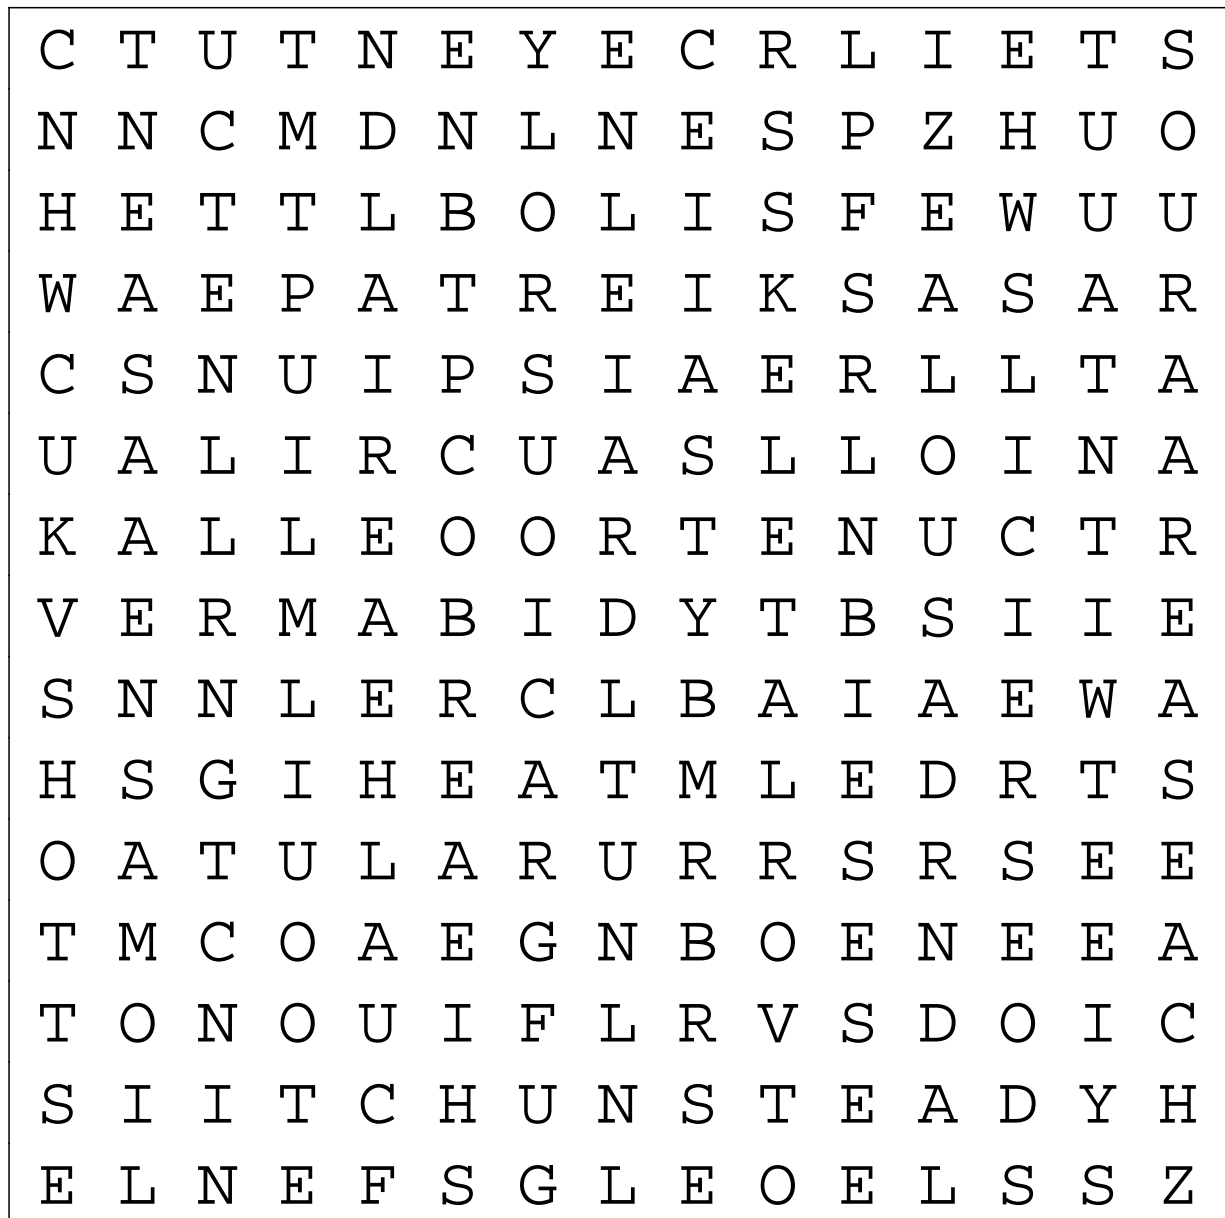 C T U T N E Y E C R L I E T S
N N C M D N L N E S P Z H U O
H E T T L B O L I S F E W U U
W A E P A T R E I K S A S A R
C S N U I P S I A E R L L T A
U A L I R C U A S L L O I N A
K A L L E O O R T E N U C T R
V E R M A B I D Y T B S I I E
S N N L E R C L B A I A E W A
H S G I H E A T M L E D R T S
O A T U L A R U R R S R S E E
T M C O A E G N B O E N E E A
T O N O U I F L R V S D O I C
S I I T C H U N S T E A D Y H
E L N E F S G L E O E L S S Z